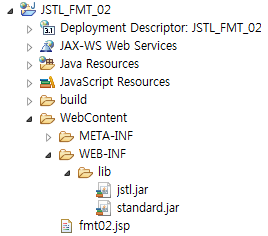 JSTL_FMT_02
Deployment Descriptor: JSTL_FMT_02
JAX-WS Web Services
Java Resources
JavaScript Resources
build
WebContent
META-INF
WEB-INF
lib
jstl.jar
standard.jar
fmt02.jsp